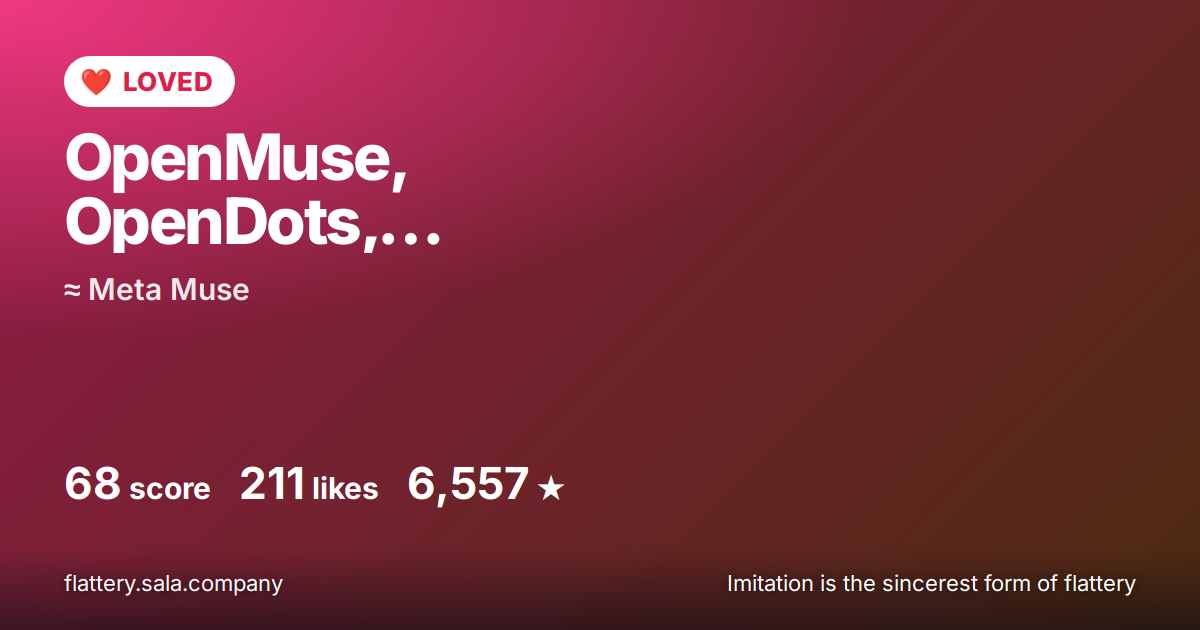 ❤️ LOVED
OpenMuse,
OpenDots,…
≈ Meta Muse
68 score 211 likes 6,557 ★
flattery.sala.company
Imitation is the sincerest form of flattery